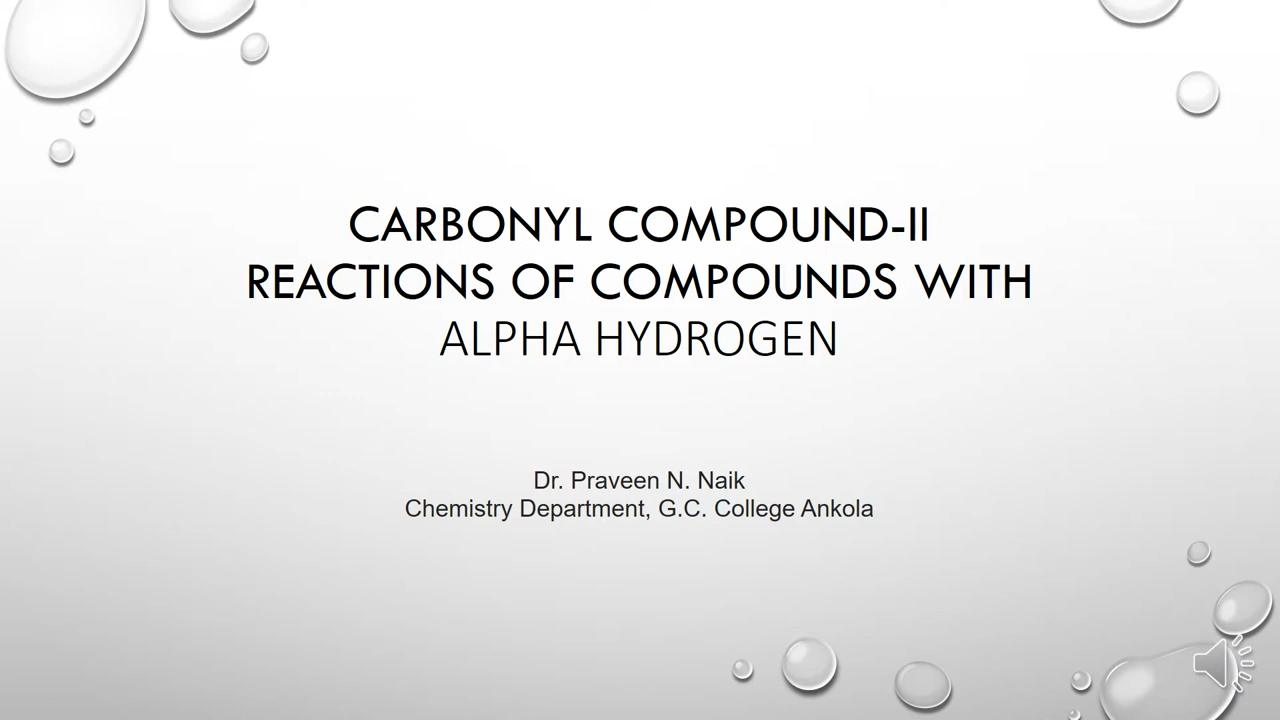 CARBONYL COMPOUND-II
REACTIONS OF COMPOUNDS WITH
ALPHA HYDROGEN
Dr. Praveen N. Naik
Chemistry Department, G.C. College Ankola